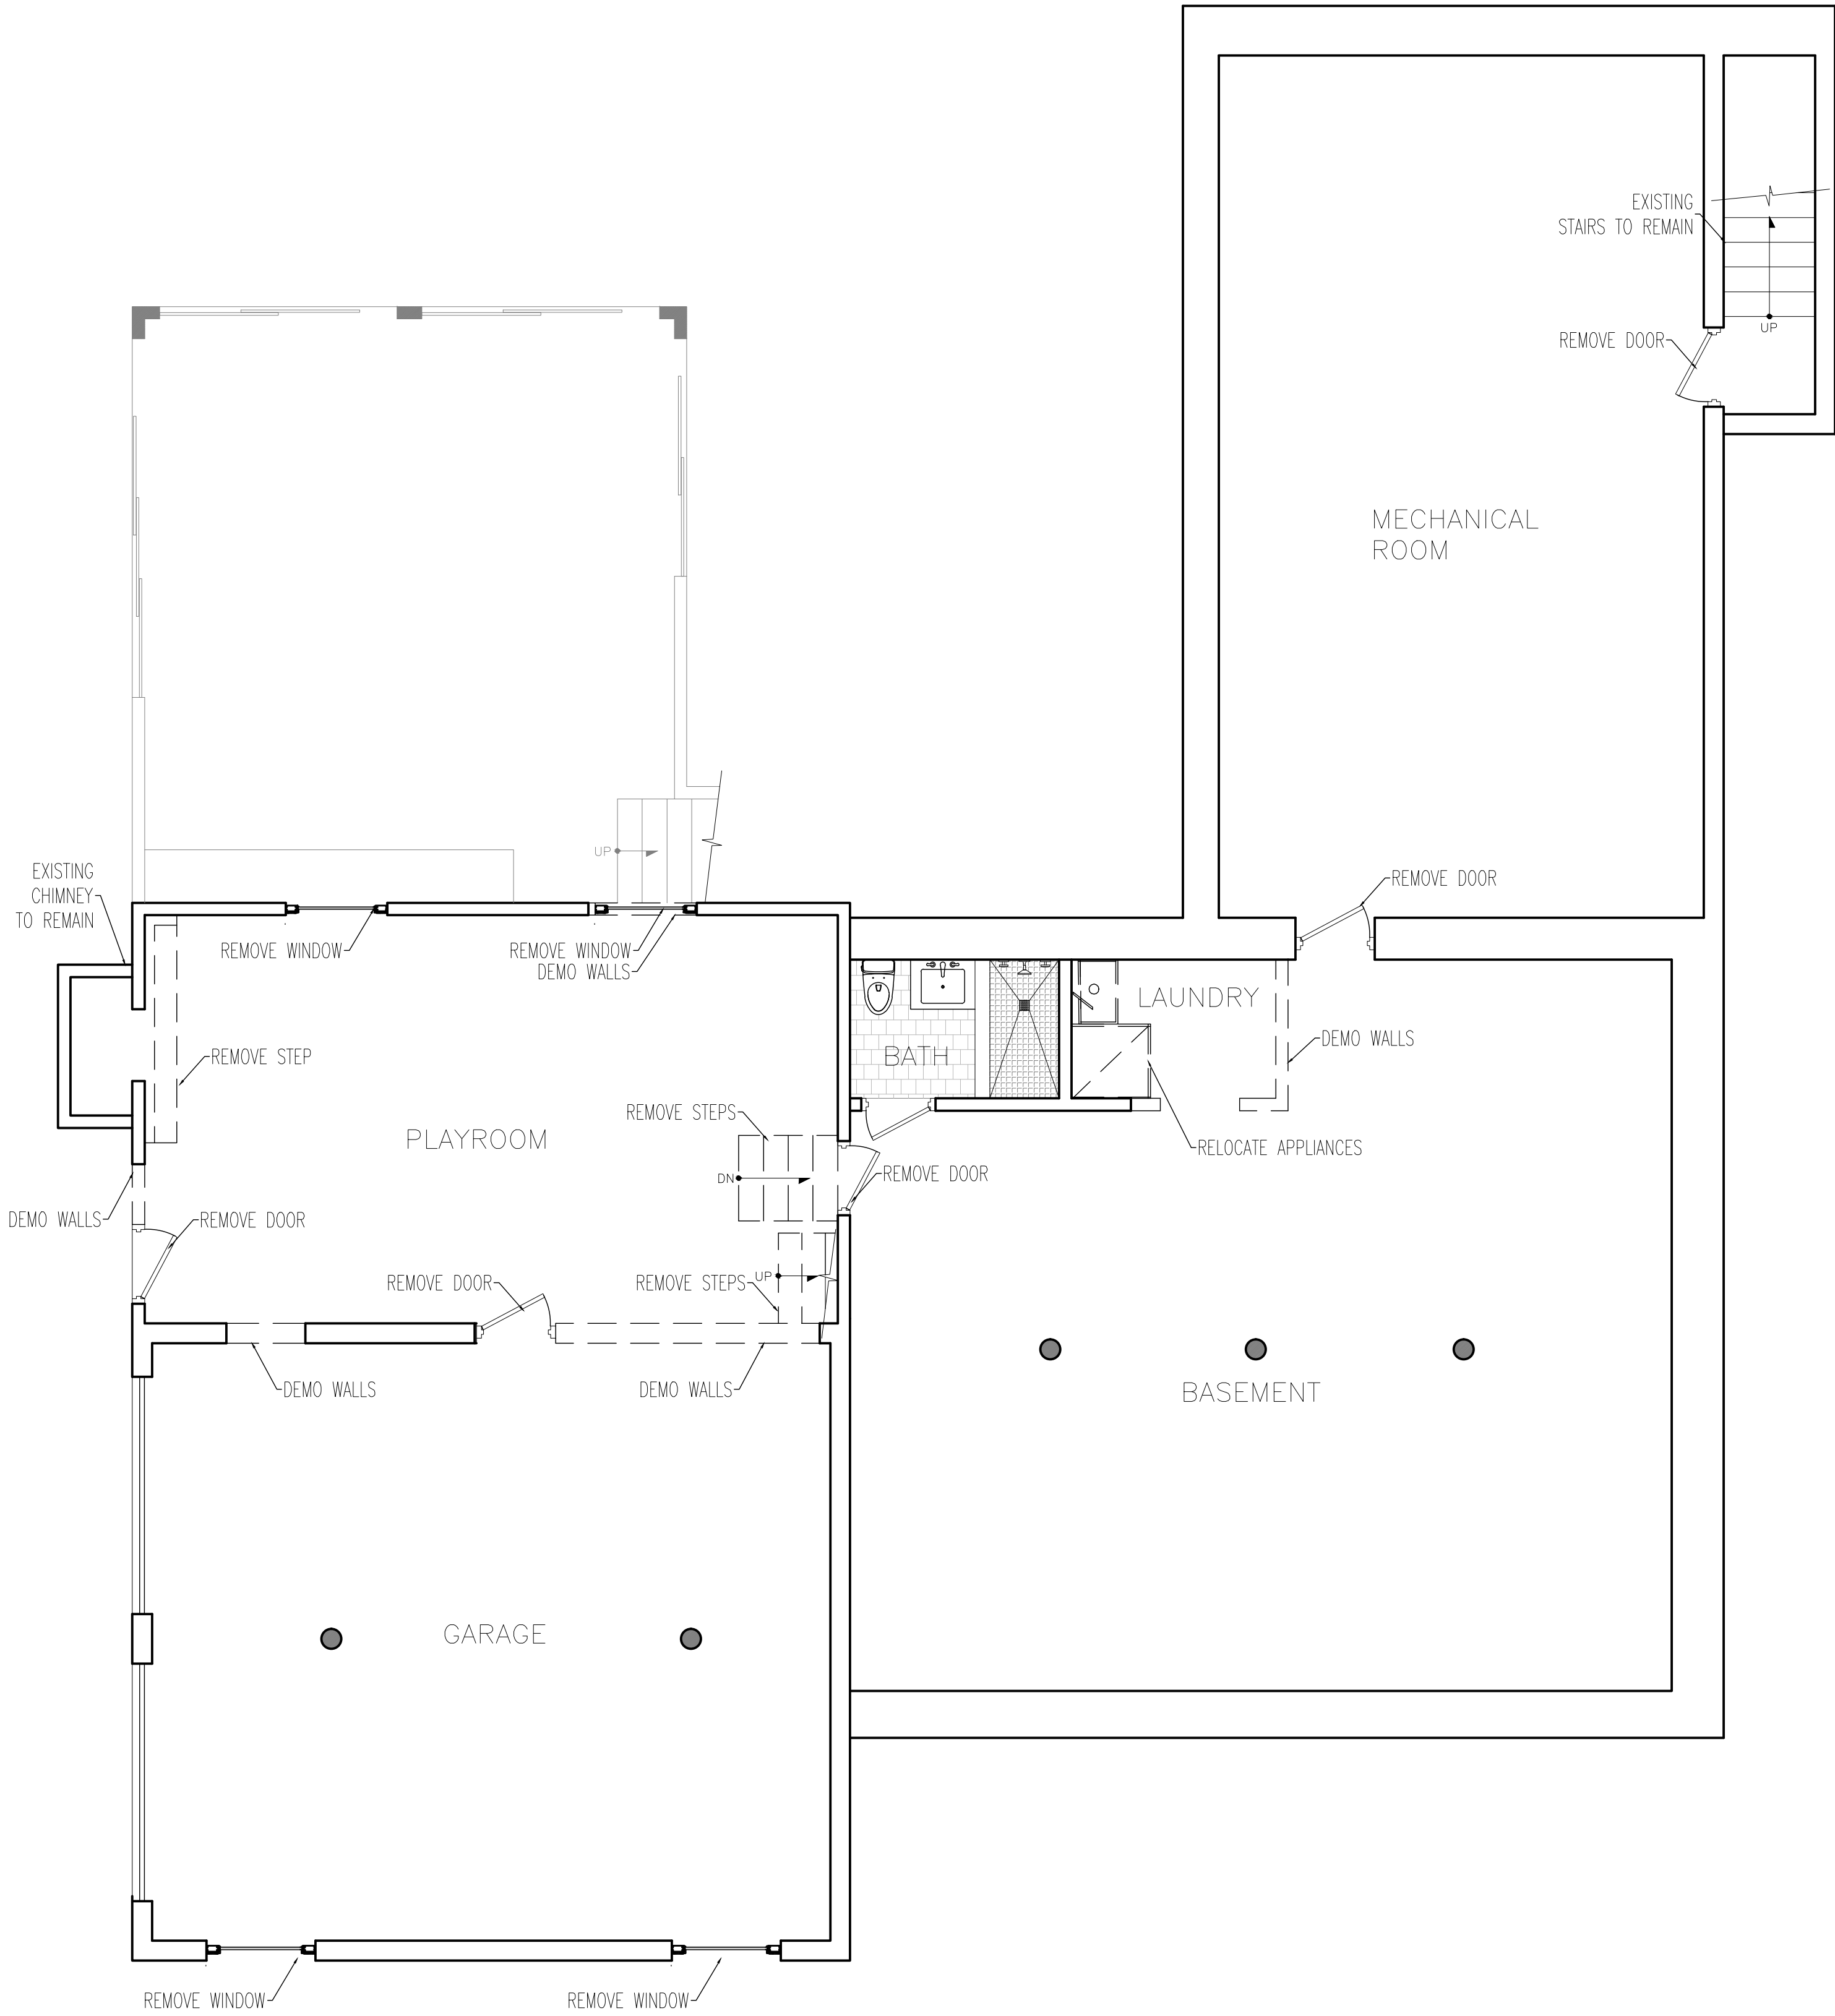 EXISTING
STAIRS TO REMAIN
UP
REMOVE DOOR
MECHANICAL
ROOM
UP
EXISTING
CHIMNEY
TO REMAIN
REMOVE DOOR
REMOVE WINDOW
REMOVE WINDOW
DEMO WALLS
LAUNDRY
DEMO WALLS
REMOVE STEP
BATH
REMOVE STEPS
PLAYROOM
RELOCATE APPLIANCES
DN
REMOVE DOOR
DEMO WALLS
REMOVE DOOR
REMOVE DOOR
REMOVE STEPS
UP
DEMO WALLS
DEMO WALLS
BASEMENT
GARAGE
REMOVE WINDOW
REMOVE WINDOW